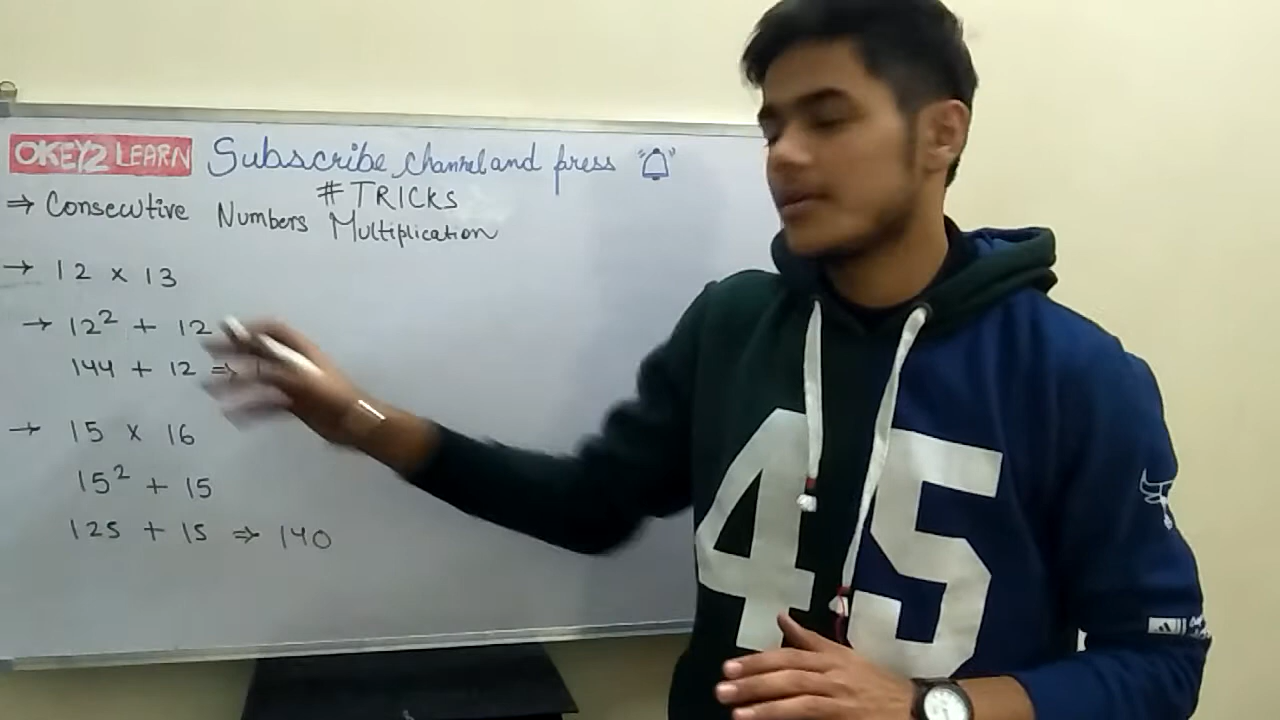 OKEY2 LEARN Subscribe channel and press
#TRICKS
⇒ Consecutive Numbers Multiplication
→ 12 x 13
→ 12² + 12
144 + 12 ⇒
→ 15 x 16
15² + 15
125 + 15 ⇒ 140
45